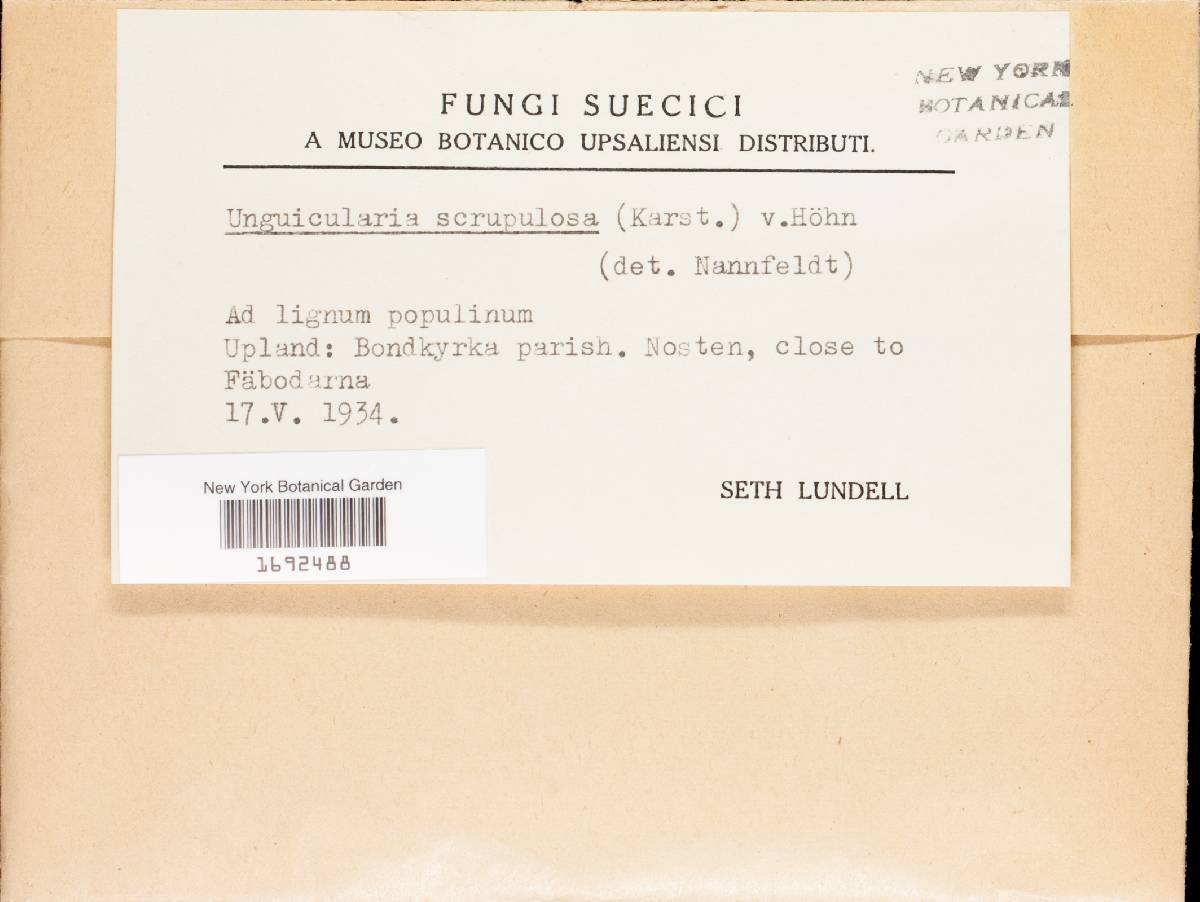 NEW YORK
BOTANICAL
GARDEN
FUNGI SUECICI
A MUSEO BOTANICO UPSALIENSI DISTRIBUTI.
Unguicularia scrupulosa (Karst.) v.Höhn
(det. Nannfeldt)
Ad lignum populinum
Upland: Bondkyrka parish. Nosten, close to
Fäbodarna
17.V. 1934.
SETH LUNDELL
New York Botanical Garden
1692488